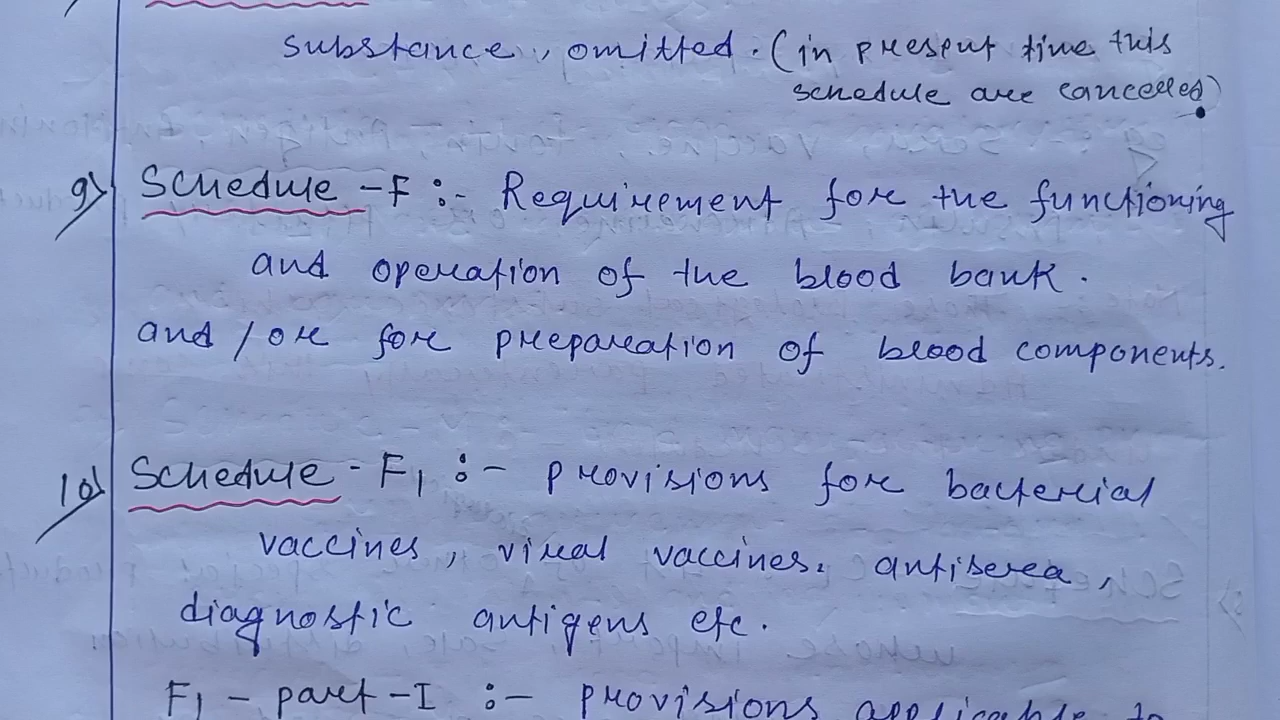 substance, omitted. (in present time this
schedule are cancelled)
9) Schedule - F :- Requirement for the functioning
and operation of the blood bank.
and / or for preparation of blood components.
10) Schedule - F1 :- provisions for bacterial
vaccines, viral vaccines, antisera,
diagnostic antigens etc.
F1 - part - I :- provisions applicable to